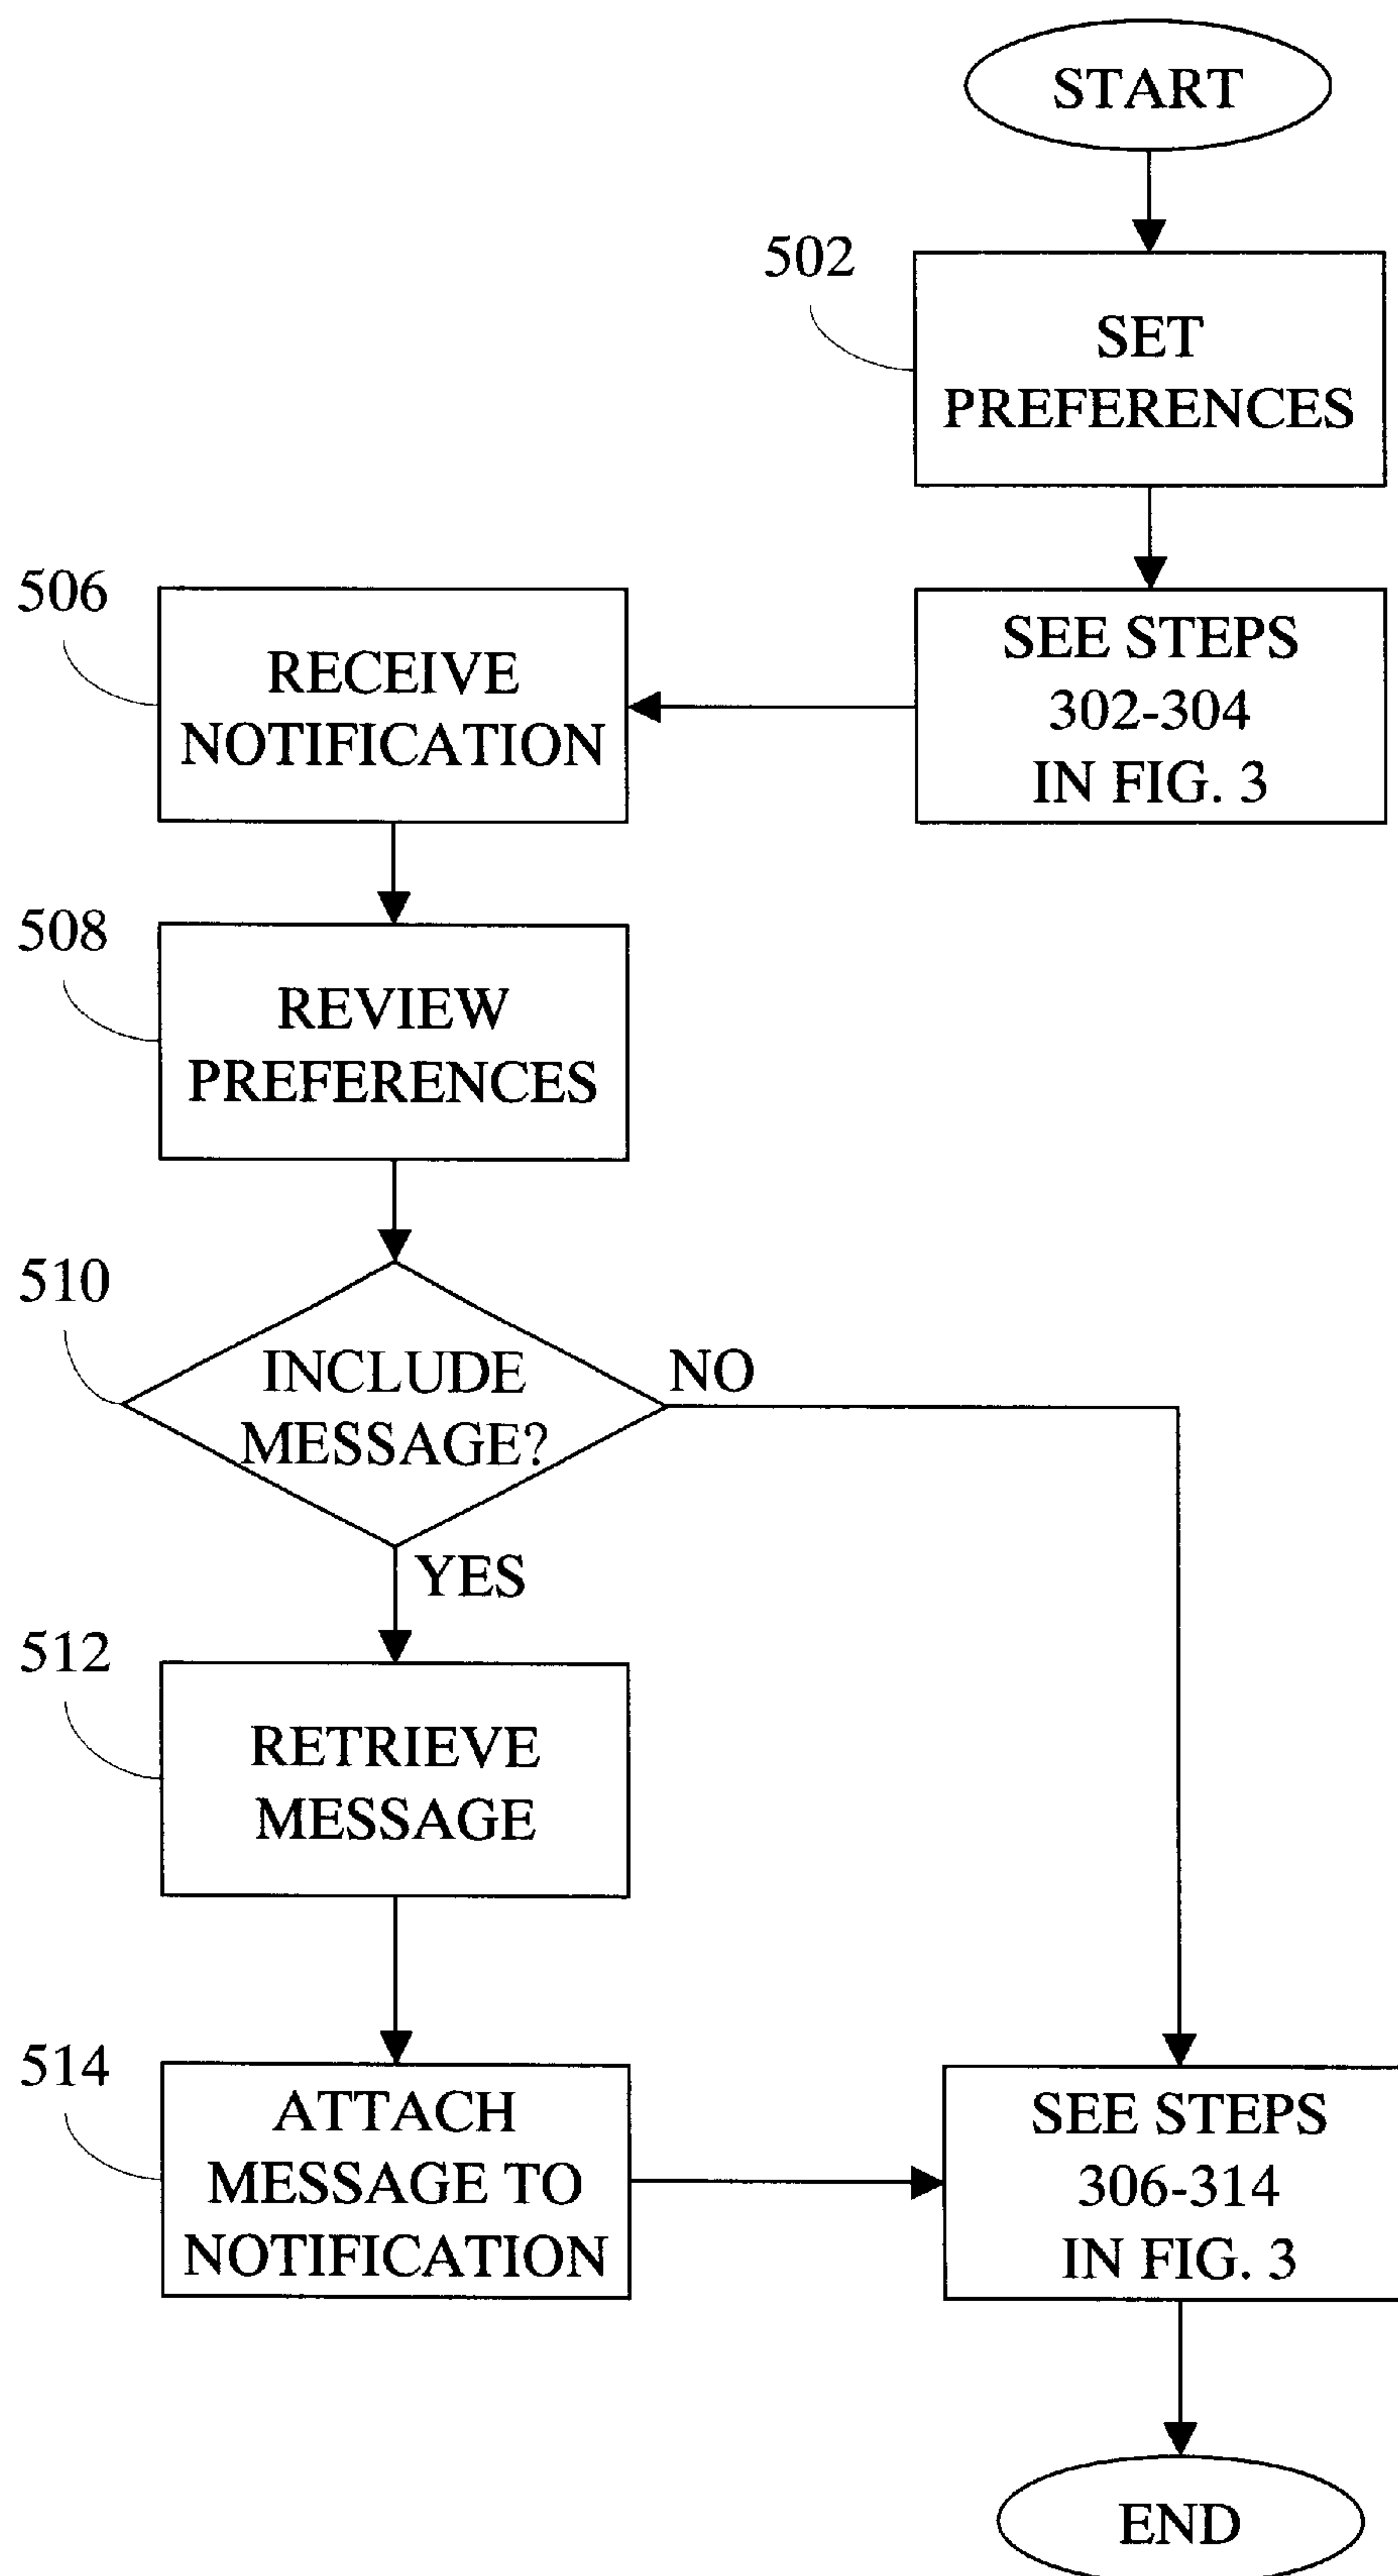 START
502
SET
PREFERENCES
506
RECEIVE
NOTIFICATION
SEE STEPS
302-304
IN FIG. 3
508
REVIEW
PREFERENCES
510
INCLUDE
MESSAGE?
NO
YES
512
RETRIEVE
MESSAGE
514
ATTACH
MESSAGE TO
NOTIFICATION
SEE STEPS
306-314
IN FIG. 3
END